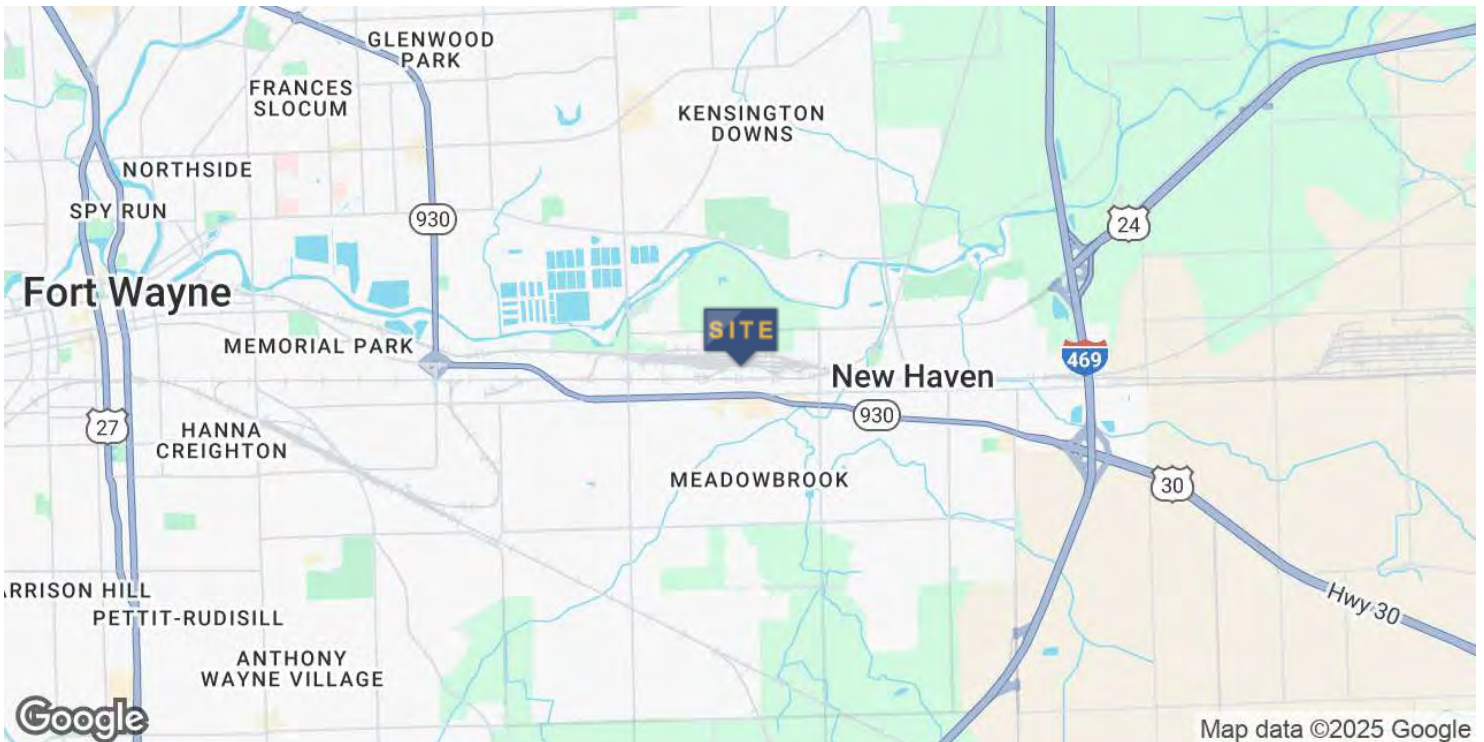 GLENWOOD
PARK
FRANCES
SLOCUM
KENSINGTON
DOWNS
NORTHSIDE
SPY RUN
930
24
Fort Wayne
SITE
MEMORIAL PARK
469
New Haven
930
27
HANNA
CREIGHTON
MEADOWBROOK
30
ARRISON HILL
Hwy 30
PETTIT-RUDISILL
ANTHONY
WAYNE VILLAGE
Google
Map data ©2025 Google